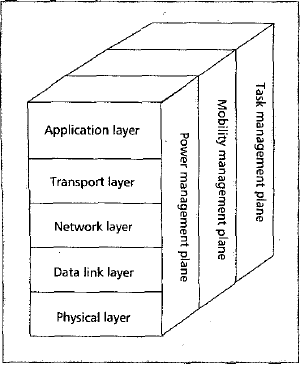 Application layer
Transport layer
Network layer
Data link layer
Physical layer
Power management plane
Mobility management plane
Task management plane